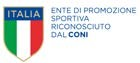 ITALIA
ENTE DI PROMOZIONE
SPORTIVA
RICONOSCIUTO
DAL CONI